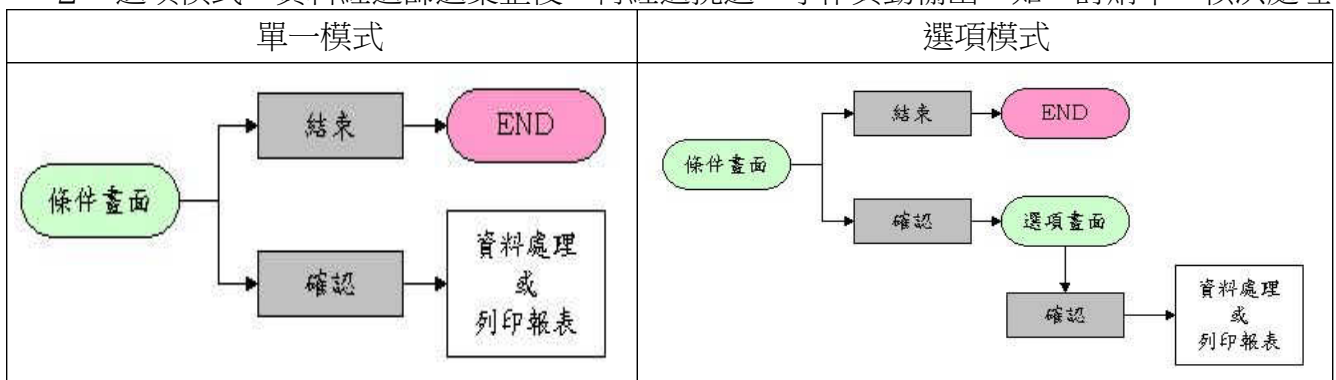 單一模式
選項模式
結束
END
條件畫面
確認
資料處理
或
列印報表
結束
END
條件畫面
確認
選項畫面
確認
資料處理
或
列印報表